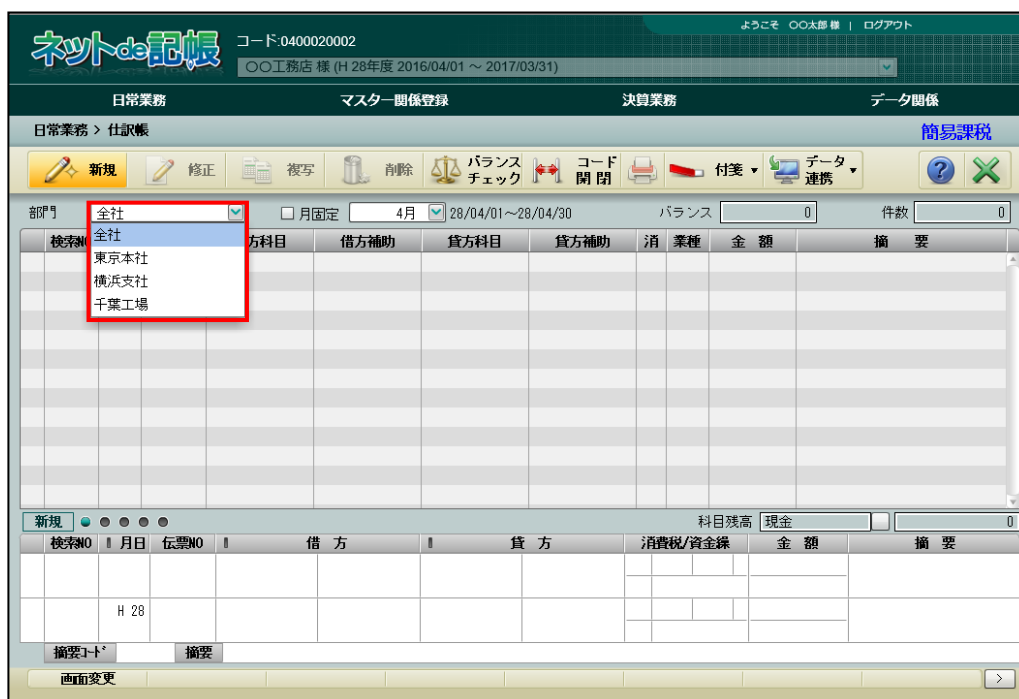 ようこそ 〇〇太郎 様 | ログアウト
ネットde記帳
コード:0400020002
〇〇工務店 様 (H 28年度 2016/04/01 ～ 2017/03/31)
日常業務 マスター関係登録 決算業務 データ関係
日常業務 > 仕訳帳 簡易課税
新規 修正 複写 削除 バランスチェック コード開閉 付箋 データ連携
部門 全社 月固定 4月 28/04/01～28/04/30 バランス 0 件数 0
検索N 方科目 借方補助 貸方科目 貸方補助 消 業種 金 額 摘 要
全社
東京本社
横浜支社
千葉工場
新規 科目残高 現金 0
検索NO 月日 伝票NO 借 方 貸 方 消費税/資金繰 金 額 摘 要
H 28
摘要ｺｰﾄﾞ 摘要
画面変更